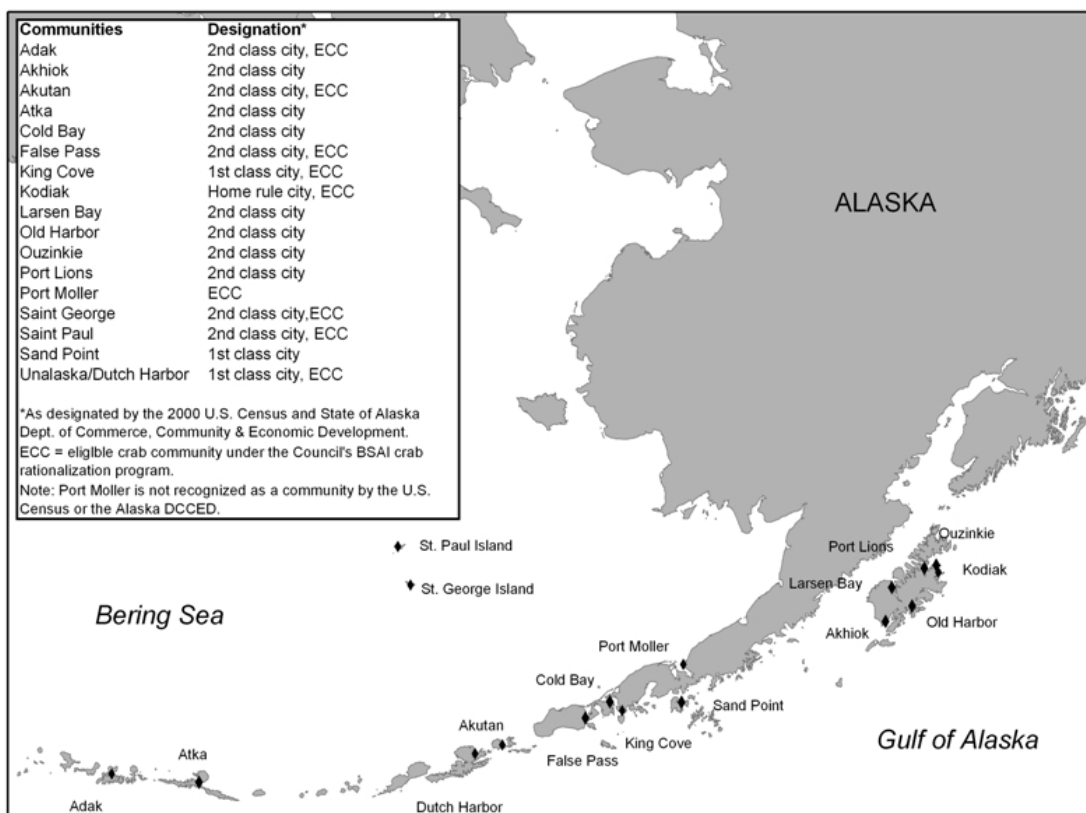 Communities Designation*
Adak 2nd class city, ECC
Akhiok 2nd class city
Akutan 2nd class city, ECC
Atka 2nd class city
Cold Bay 2nd class city
False Pass 2nd class city, ECC
King Cove 1st class city, ECC
Kodiak Home rule city, ECC
Larsen Bay 2nd class city
Old Harbor 2nd class city
Ouzinkie 2nd class city
Port Lions 2nd class city
Port Moller ECC
Saint George 2nd class city,ECC
Saint Paul 2nd class city, ECC
Sand Point 1st class city
Unalaska/Dutch Harbor 1st class city, ECC
*As designated by the 2000 U.S. Census and State of Alaska
Dept. of Commerce, Community & Economic Development.
ECC = eligible crab community under the Council's BSAI crab
rationalization program.
Note: Port Moller is not recognized as a community by the U.S.
Census or the Alaska DCCED.
ALASKA
Ouzinkie
Port Lions
St. Paul Island
Kodiak
Larsen Bay
St. George Island
Bering Sea
Old Harbor
Akhiok
Port Moller
Cold Bay
Sand Point
Akutan
King Cove
Gulf of Alaska
Atka
False Pass
Adak
Dutch Harbor